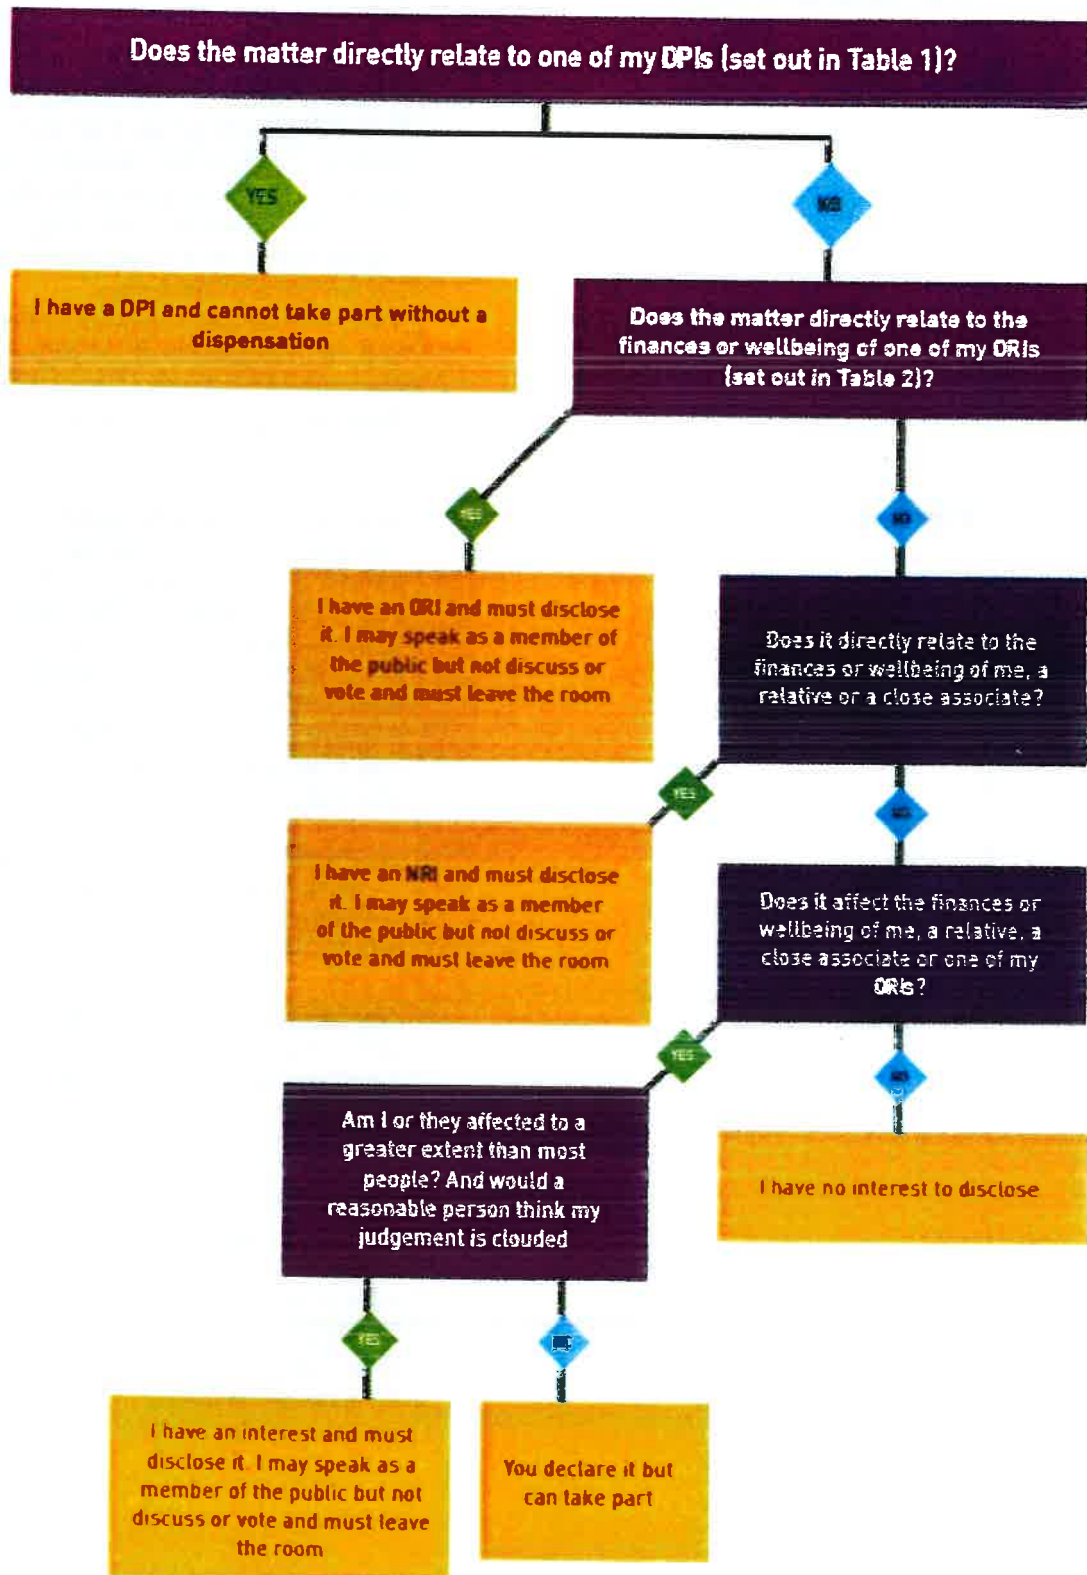 Does the matter directly relate to one of my DPIs (set out in Table 1)?
YES
NO
I have a DPI and cannot take part without a
dispensation
Does the matter directly relate to the
finances or wellbeing of one of my ORIs
(set out in Table 2)?
YES
NO
I have an ORI and must disclose
it. I may speak as a member of
the public but not discuss or
vote and must leave the room
Does it directly relate to the
finances or wellbeing of me, a
relative or a close associate?
YES
NO
I have an NRI and must disclose
it. I may speak as a member
of the public but not discuss or
vote and must leave the room
Does it affect the finances or
wellbeing of me, a relative, a
close associate or one of my
ORIs?
YES
NO
Am I or they affected to a
greater extent than most
people? And would a
reasonable person think my
judgement is clouded
I have no interest to disclose
YES
I have an interest and must
disclose it. I may speak as a
member of the public but not
discuss or vote and must leave
the room
You declare it but
can take part